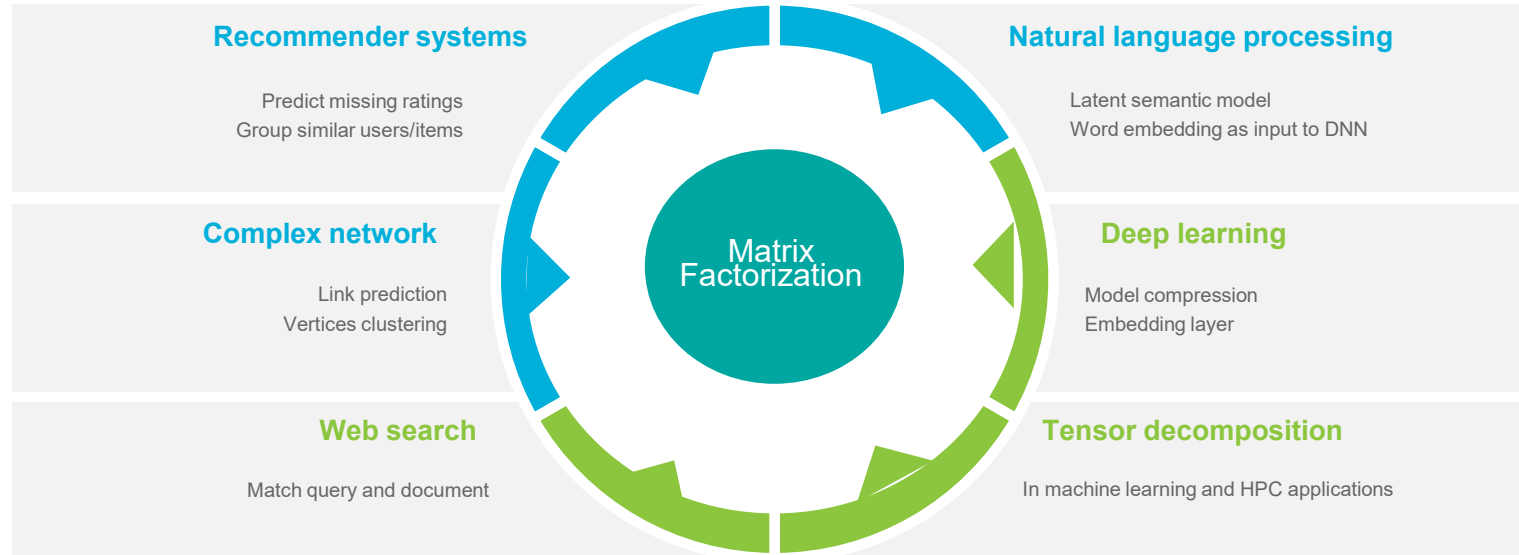 Recommender systems
Predict missing ratings
Group similar users/items
Natural language processing
Latent semantic model
Word embedding as input to DNN
Complex network
Link prediction
Vertices clustering
Matrix
Factorization
Deep learning
Model compression
Embedding layer
Web search
Match query and document
Tensor decomposition
In machine learning and HPC applications